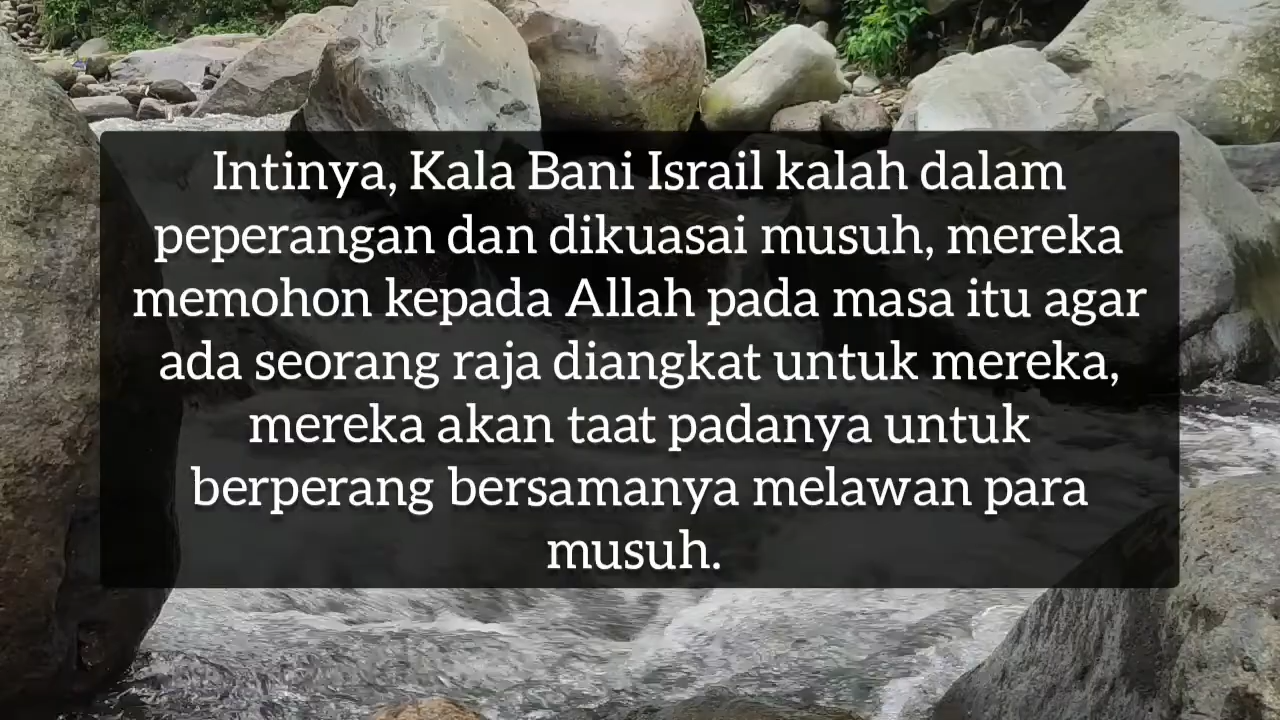 Intinya, Kala Bani Israil kalah dalam
peperangan dan dikuasai musuh, mereka
memohon kepada Allah pada masa itu agar
ada seorang raja diangkat untuk mereka,
mereka akan taat padanya untuk
berperang bersamanya melawan para
musuh.